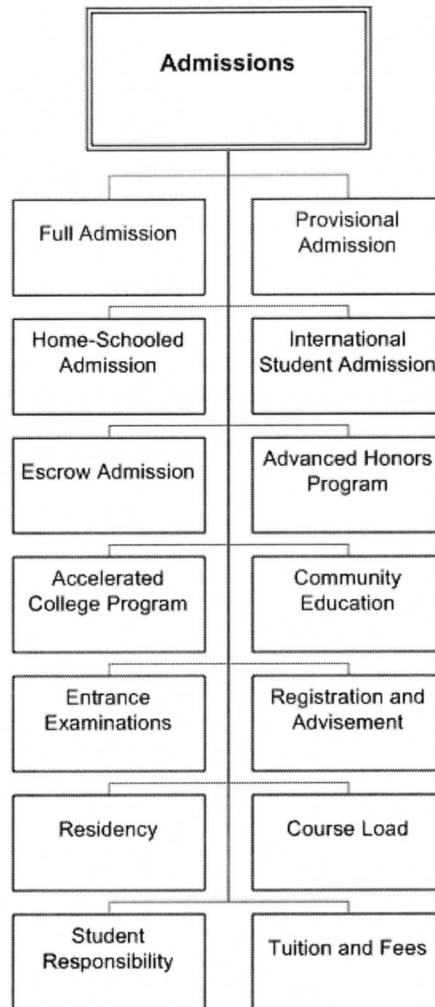 Admissions
Full Admission
Provisional
Admission
Home-Schooled
Admission
International
Student Admission
Escrow Admission
Advanced Honors
Program
Accelerated
College Program
Community
Education
Entrance
Examinations
Registration and
Advisement
Residency
Course Load
Student
Responsibility
Tuition and Fees